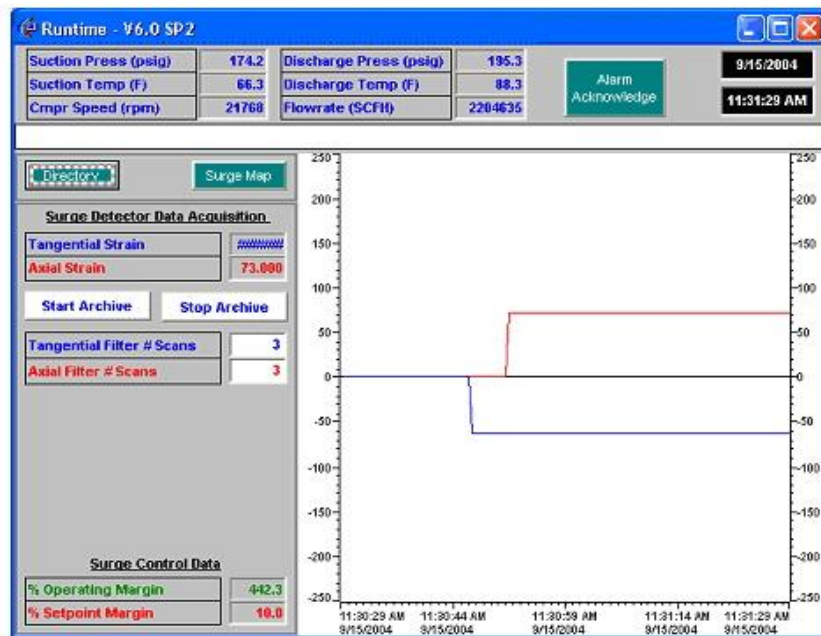 Runtime - V6.0 SP2
Suction Press (psig) 174.2 Discharge Press (psig) 195.3
Suction Temp (F) 66.3 Discharge Temp (F) 88.3
Cmpr Speed (rpm) 21768 Flowrate (SCFH) 2204635
Alarm
Acknowledge
9/15/2004
11:31:29 AM
Directory Surge Map
Surge Detector Data Acquisition
Tangential Strain ########
Axial Strain 73.000
Start Archive Stop Archive
Tangential Filter # Scans 3
Axial Filter # Scans 3
Surge Control Data
% Operating Margin 442.3
% Setpoint Margin 10.0
250 250
200 200
150 150
100 100
50 50
0 0
-50 -50
-100 -100
-150 -150
-200 -200
-250 -250
11:30:29 AM 11:30:44 AM 11:30:59 AM 11:31:14 AM 11:31:29 AM
9/15/2004 9/15/2004 9/15/2004 9/15/2004 9/15/2004